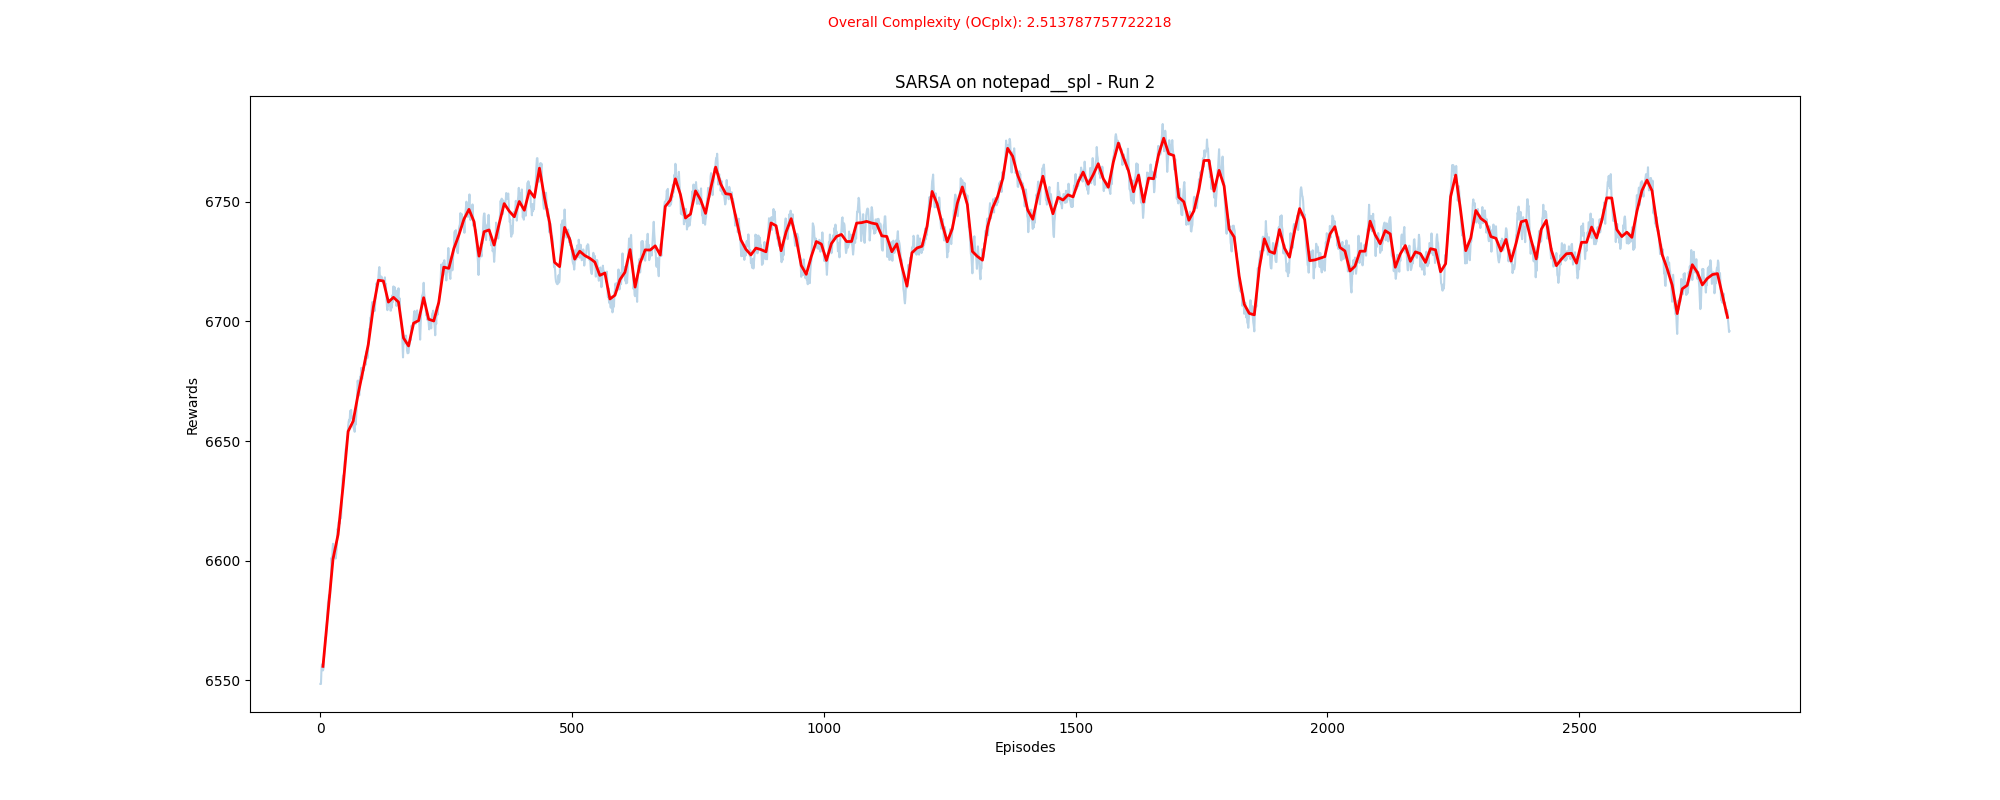 Overall Complexity (OCplx): 2.513787757722218
SARSA on notepad__spl - Run 2
6750
6700
6650
6600
6550
Rewards
0 500 1000 1500 2000 2500
Episodes